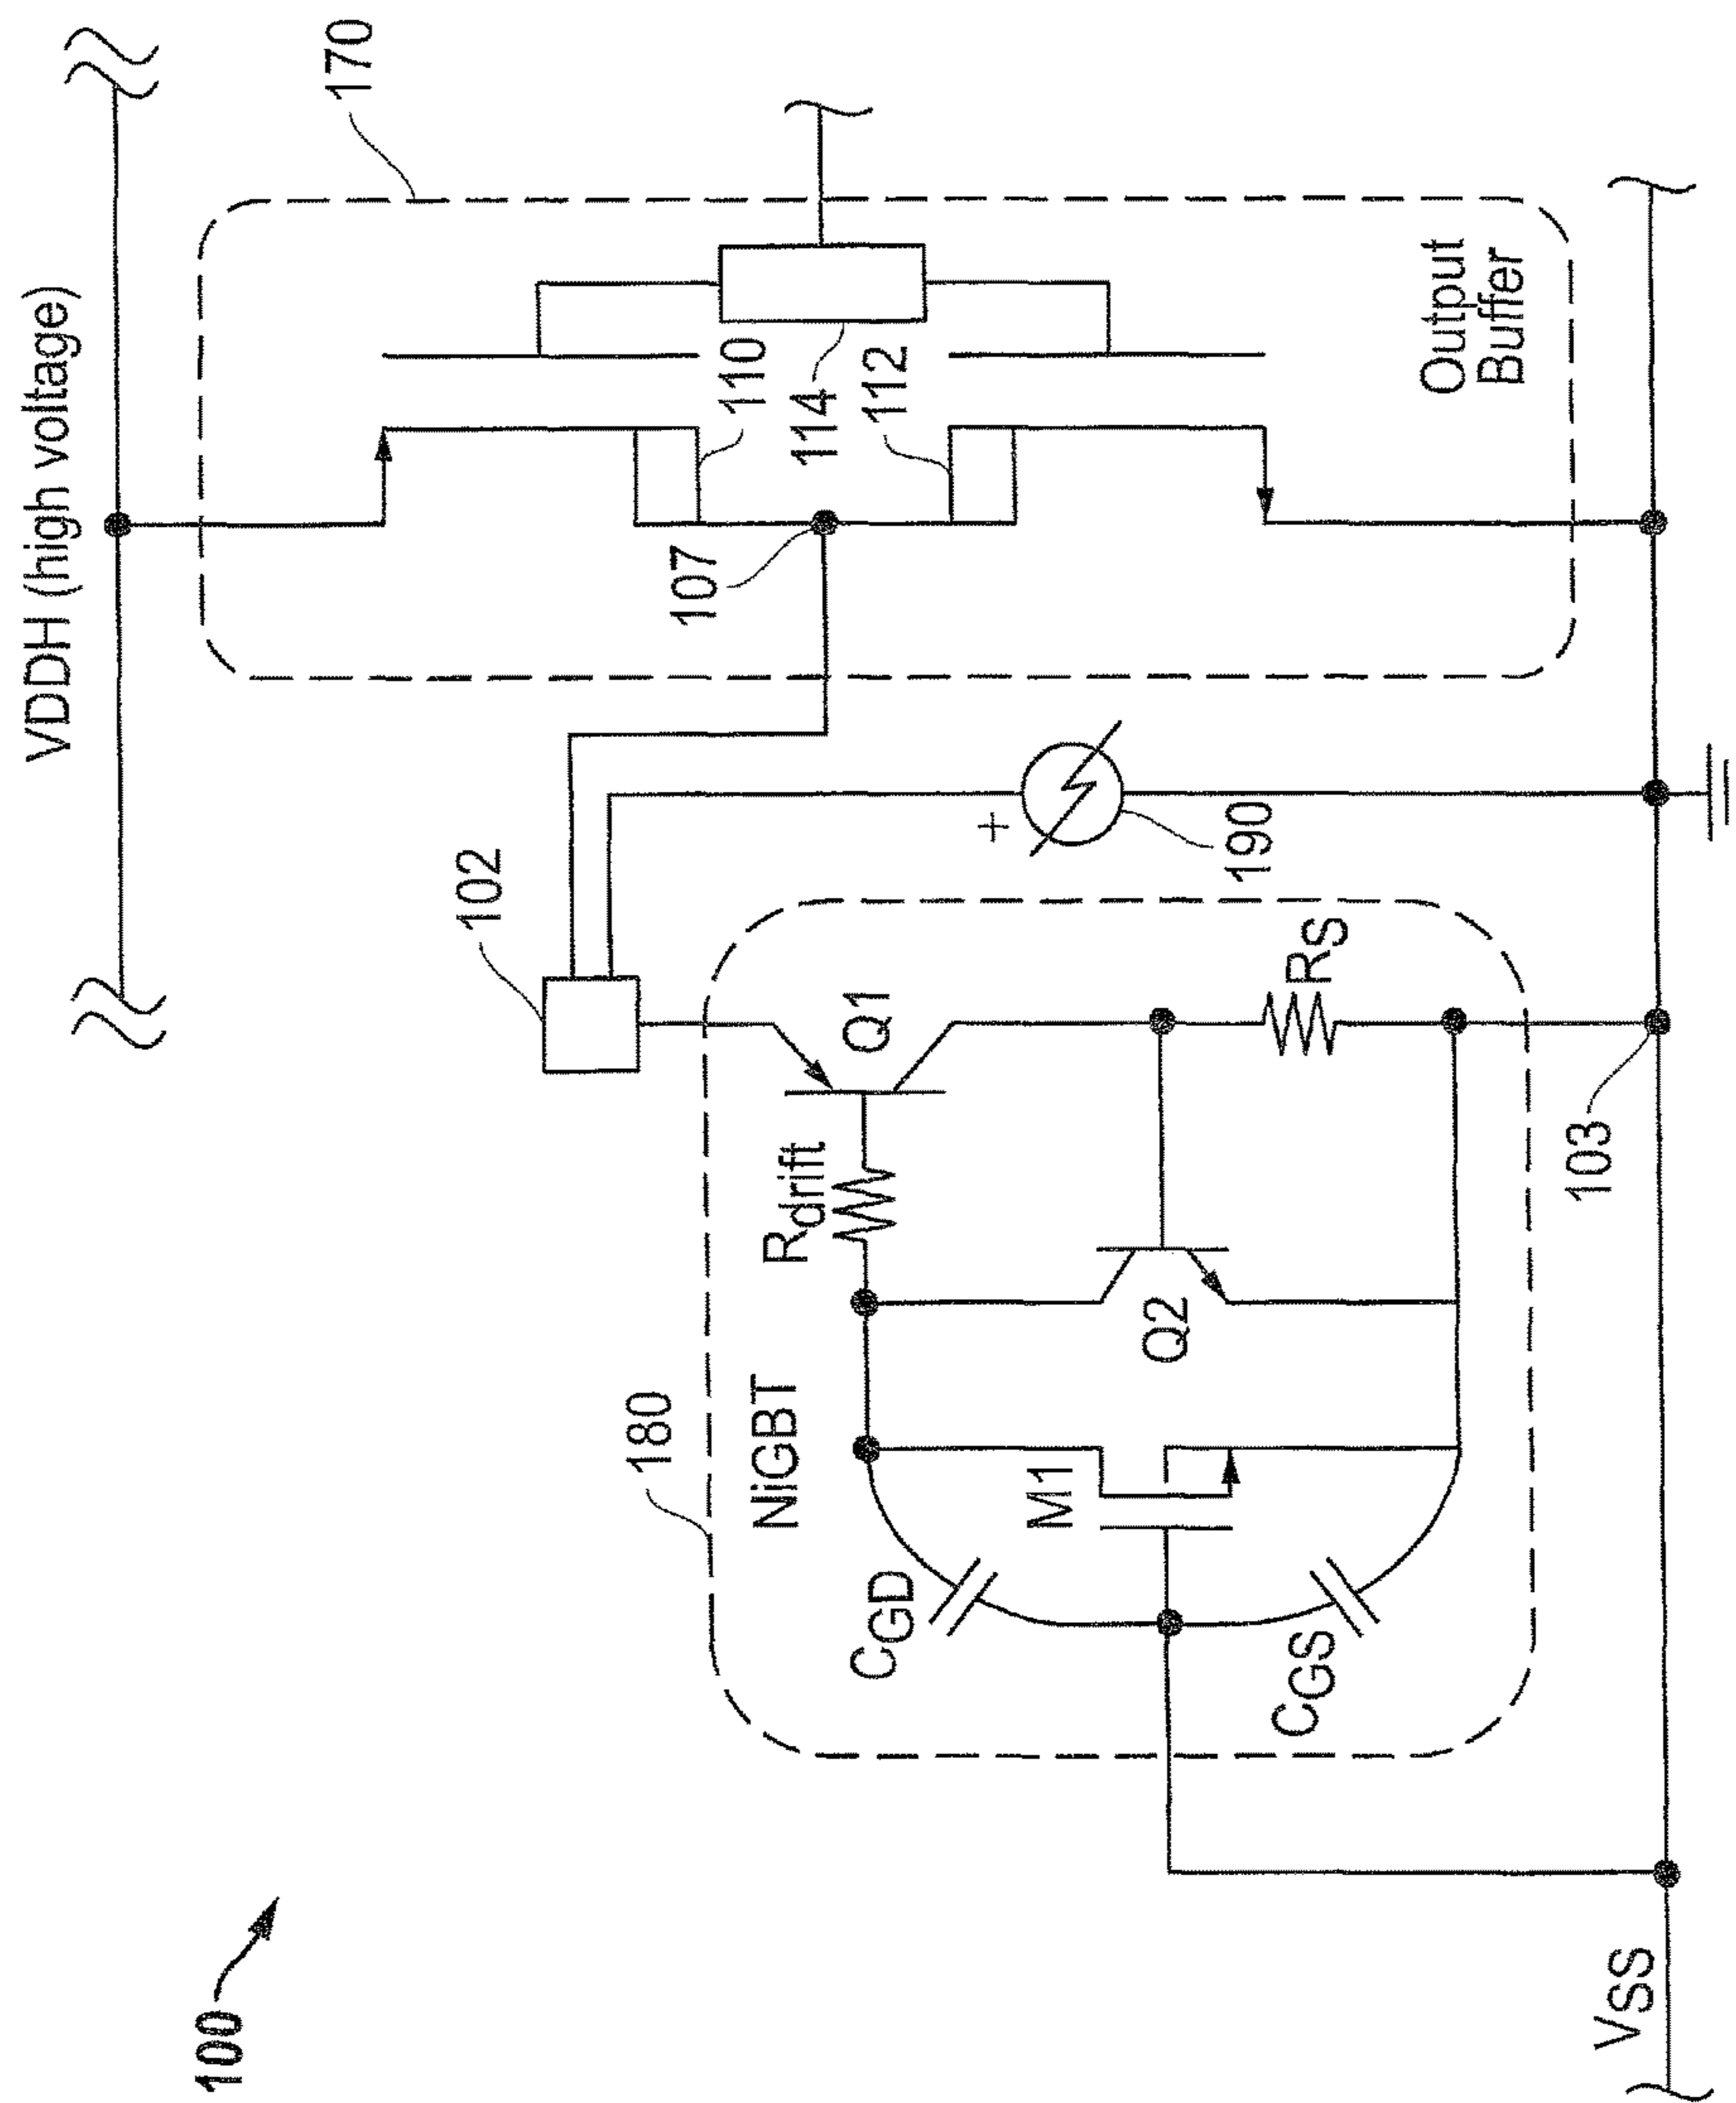 100
VDDH (high voltage)
170
102
107
110
114
112
Output
Buffer
190
180
NiGBT
Rdrift
Q1
Q2
M1
CGD
CGS
RS
103
VSS
+